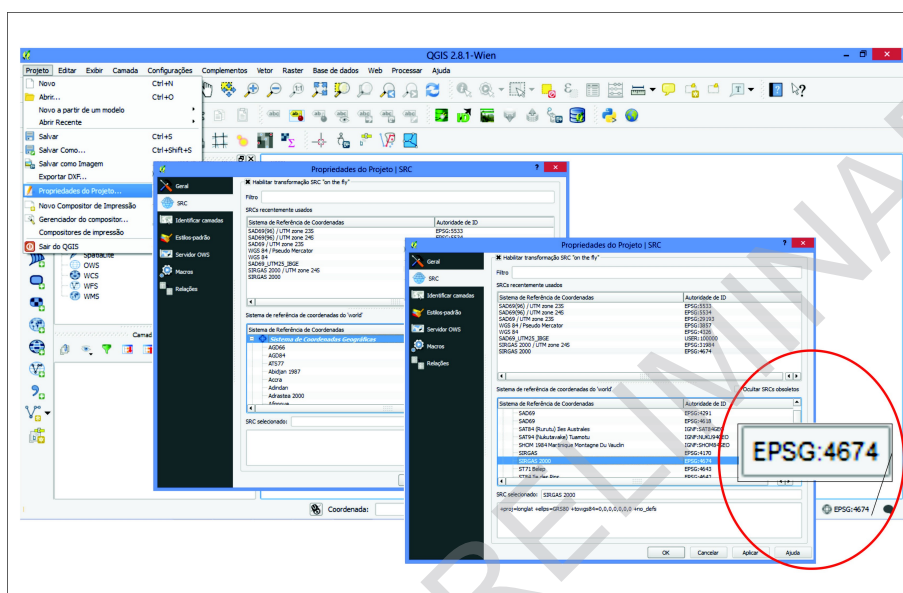 QGIS 2.8.1-Wien
Projeto Editar Exibir Camada Configurações Complementos Vetor Raster Base de dados Web Processar Ajuda
Novo Ctrl+N
Abrir... Ctrl+O
Novo a partir de um modelo
Abrir Recente
Salvar Ctrl+S
Salvar Como... Ctrl+Shift+S
Salvar como Imagem
Exportar DXF...
Propriedades do Projeto...
Novo Compositor de Impressão
Gerenciador do compositor...
Compositores de impressão
Sair do QGIS
OWS
WCS
WFS
WMS
Camad
Propriedades do Projeto | SRC
Geral
SRC
Identificar camadas
Estilos-padrão
Servidor OWS
Macros
Relações
Habilitar transformação SRC "on the fly"
Filtro
SRCs recentemente usados
Sistema de Referência de Coordenadas Autoridade de ID
SAD69(96) / UTM zone 23S EPSG:5533
SAD69(96) / UTM zone 24S EPSG:5534
SAD69 / UTM zone 23S
WGS 84 / Pseudo Mercator
WGS 84
SAD69_UTM25_IBGE
SIRGAS 2000 / UTM zone 24S
SIRGAS 2000
Sistema de referência de coordenadas do 'world'
Sistema de Referência de Coordenadas
Sistema de Coordenadas Geográficas
AGD66
AGD84
ATS77
Abidjan 1987
Accra
Adindan
Adrastea 2000
SRC selecionado:
Propriedades do Projeto | SRC
Geral
SRC
Identificar camadas
Estilos-padrão
Servidor OWS
Macros
Relações
Habilitar transformação SRC "on the fly"
Filtro
SRCs recentemente usados
Sistema de Referência de Coordenadas Autoridade de ID
SAD69(96) / UTM zone 23S EPSG:5533
SAD69(96) / UTM zone 24S EPSG:5534
SAD69 / UTM zone 23S EPSG:29193
WGS 84 / Pseudo Mercator EPSG:3857
WGS 84 EPSG:4326
SAD69_UTM25_IBGE USER:100000
SIRGAS 2000 / UTM zone 24S EPSG:31984
SIRGAS 2000 EPSG:4674
Sistema de referência de coordenadas do 'world' Ocultar SRCs obsoletos
Sistema de Referência de Coordenadas Autoridade de ID
SAD69 EPSG:4291
SAD69 EPSG:4618
SAT84 (Rurutu) Iles Australes IGNF:SAT84GEO
SAT94 (Nukutavake) Tuamotu
SHOM 1984 Martinique Montagne Du Vauclin
SIRGAS EPSG:4170
SIRGAS 2000 EPSG:4674
ST71 Belep EPSG:4643
SRC selecionado: SIRGAS 2000
+proj=longlat +ellps=GRS80 +towgs84=0,0,0,0,0,0,0 +no_defs
OK Cancelar Aplicar Ajuda
EPSG:4674
Coordenada:
EPSG:4674
RELIMINA